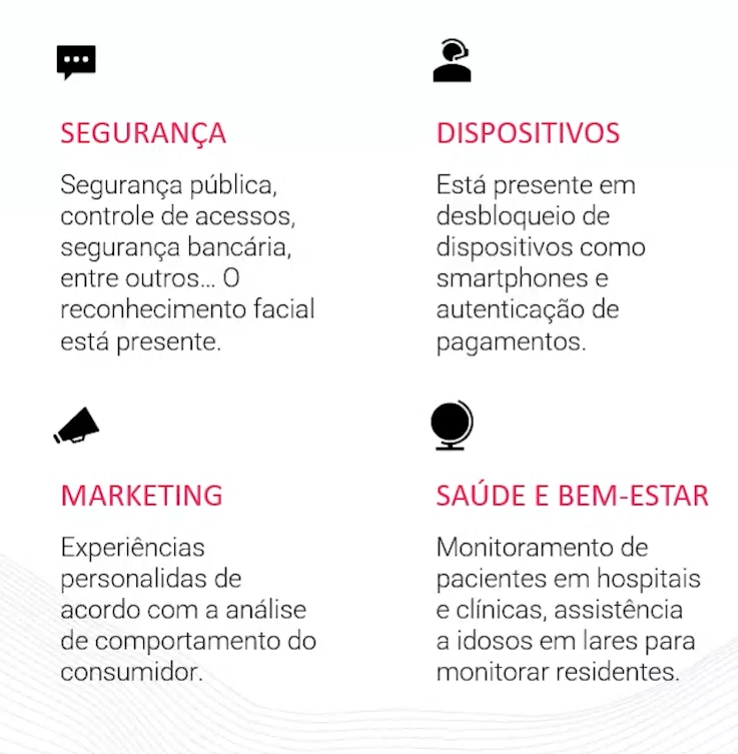 SEGURANÇA
Segurança pública,
controle de acessos,
segurança bancária,
entre outros... O
reconhecimento facial
está presente.
DISPOSITIVOS
Está presente em
desbloqueio de
dispositivos como
smartphones e
autenticação de
pagamentos.
MARKETING
Experiências
personalidas de
acordo com a análise
de comportamento do
consumidor.
SAÚDE E BEM-ESTAR
Monitoramento de
pacientes em hospitais
e clínicas, assistência
a idosos em lares para
monitorar residentes.